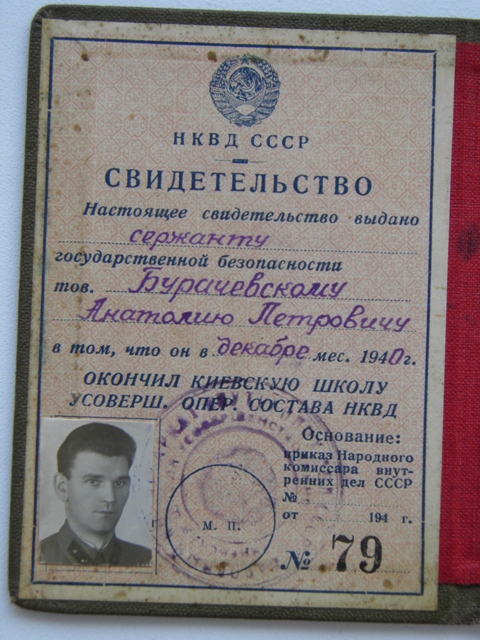 НКВД СССР
СВИДЕТЕЛЬСТВО
Настоящее свидетельство выдано
сержанту
государственной безопасности
тов. Бурачевскому
Анатолию Петровичу
в том, что он в декабре мес. 1940г.
ОКОНЧИЛ КИЕВСКУЮ ШКОЛУ
УСОВЕРШ. ОПЕР. СОСТАВА НКВД
Основание:
приказ Народного
комиссара внут-
ренних дел СССР
№
от 194 г.
М. П.
№ 79